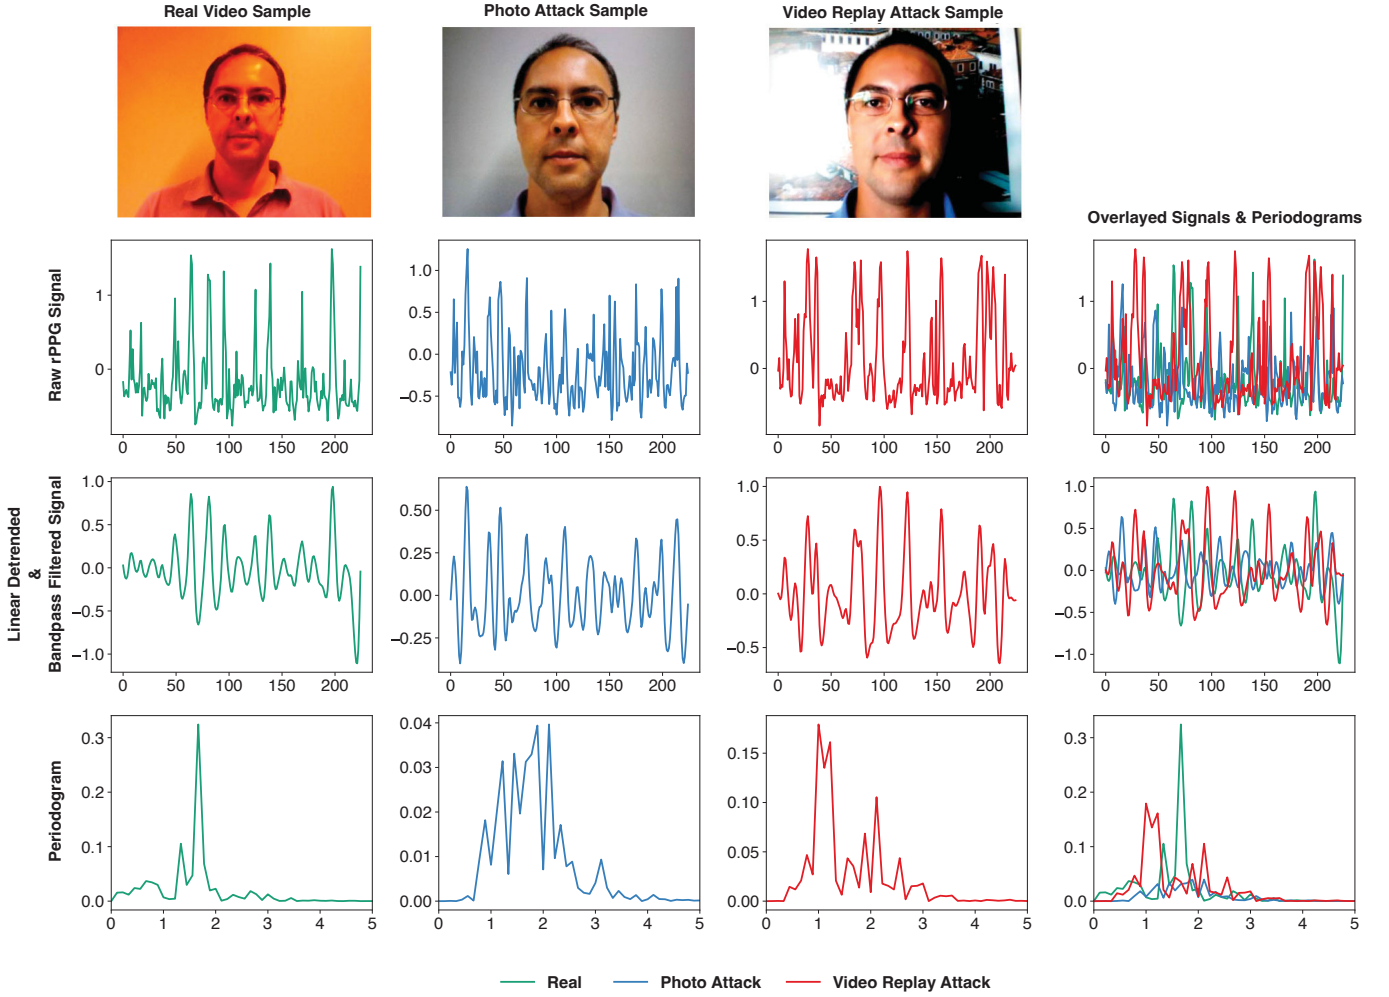 Real Video Sample
Photo Attack Sample
Video Replay Attack Sample
Overlayed Signals & Periodograms
Raw rPPG Signal
1
0
0 50 100 150 200
1.0
0.5
0.0
−0.5
0 50 100 150 200
1
0
0 50 100 150 200
1
0
0 50 100 150 200
Linear Detrended
&
Bandpass Filtered Signal
1.0
0.5
0.0
−0.5
−1.0
0 50 100 150 200
0.50
0.25
0.00
−0.25
0 50 100 150 200
1.0
0.5
0.0
−0.5
0 50 100 150 200
1.0
0.5
0.0
−0.5
−1.0
0 50 100 150 200
Periodogram
0.3
0.2
0.1
0.0
0 1 2 3 4 5
0.04
0.03
0.02
0.01
0.00
0 1 2 3 4 5
0.15
0.10
0.05
0.00
0 1 2 3 4 5
0.3
0.2
0.1
0.0
0 1 2 3 4 5
Real Photo Attack Video Replay Attack